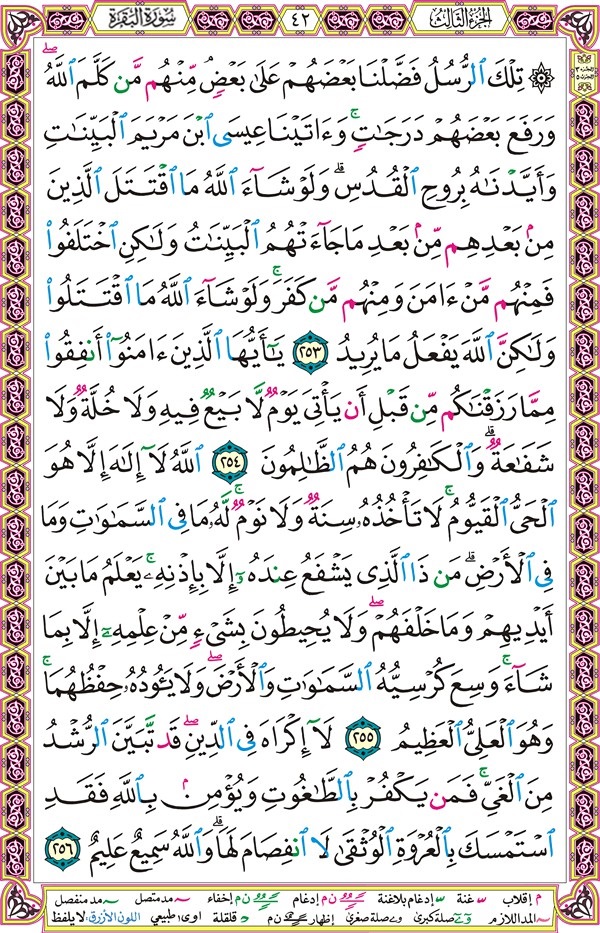 الجزء الثالث
٤٢
سورة البقرة
تِلْكَ ٱلرُّسُلُ فَضَّلْنَا بَعْضَهُمْ عَلَىٰ بَعْضٍۘ مِّنْهُم مَّن كَلَّمَ ٱللَّهُۖ
وَرَفَعَ بَعْضَهُمْ دَرَجَٰتٍۚ وَءَاتَيْنَا عِيسَى ٱبْنَ مَرْيَمَ ٱلْبَيِّنَٰتِ
وَأَيَّدْنَٰهُ بِرُوحِ ٱلْقُدُسِۗ وَلَوْ شَآءَ ٱللَّهُ مَا ٱقْتَتَلَ ٱلَّذِينَ
مِنۢ بَعْدِهِم مِّنۢ بَعْدِ مَا جَآءَتْهُمُ ٱلْبَيِّنَٰتُ وَلَٰكِنِ ٱخْتَلَفُوا۟
فَمِنْهُم مَّنْ ءَامَنَ وَمِنْهُم مَّن كَفَرَۚ وَلَوْ شَآءَ ٱللَّهُ مَا ٱقْتَتَلُوا۟
وَلَٰكِنَّ ٱللَّهَ يَفْعَلُ مَا يُرِيدُ ٢٥٣ يَٰٓأَيُّهَا ٱلَّذِينَ ءَامَنُوٓا۟ أَنفِقُوا۟
مِمَّا رَزَقْنَٰكُم مِّن قَبْلِ أَن يَأْتِىَ يَوْمٌ لَّا بَيْعٌ فِيهِ وَلَا خُلَّةٌ وَلَا
شَفَٰعَةٌۗ وَٱلْكَٰفِرُونَ هُمُ ٱلظَّٰلِمُونَ ٢٥٤ ٱللَّهُ لَآ إِلَٰهَ إِلَّا هُوَ
ٱلْحَىُّ ٱلْقَيُّومُۚ لَا تَأْخُذُهُۥ سِنَةٌ وَلَا نَوْمٌۚ لَّهُۥ مَا فِى ٱلسَّمَٰوَٰتِ وَمَا
فِى ٱلْأَرْضِۗ مَن ذَا ٱلَّذِى يَشْفَعُ عِندَهُۥٓ إِلَّا بِإِذْنِهِۦۚ يَعْلَمُ مَا بَيْنَ
أَيْدِيهِمْ وَمَا خَلْفَهُمْۖ وَلَا يُحِيطُونَ بِشَىْءٍ مِّنْ عِلْمِهِۦٓ إِلَّا بِمَا
شَآءَۚ وَسِعَ كُرْسِيُّهُ ٱلسَّمَٰوَٰتِ وَٱلْأَرْضَۖ وَلَا يَـُٔودُهُۥ حِفْظُهُمَاۚ
وَهُوَ ٱلْعَلِىُّ ٱلْعَظِيمُ ٢٥٥ لَآ إِكْرَاهَ فِى ٱلدِّينِۖ قَد تَّبَيَّنَ ٱلرُّشْدُ
مِنَ ٱلْغَىِّۚ فَمَن يَكْفُرْ بِٱلطَّٰغُوتِ وَيُؤْمِنۢ بِٱللَّهِ فَقَدِ
ٱسْتَمْسَكَ بِٱلْعُرْوَةِ ٱلْوُثْقَىٰ لَا ٱنفِصَامَ لَهَاۗ وَٱللَّهُ سَمِيعٌ عَلِيمٌ ٢٥٦
م إقلاب غنة إدغام بلاغنة ن م إدغام إخفاء مد متصل مد منفصل
المد اللازم صلة كبرى صلة صغرى إظهار ن م قلقلة اوى: طبيعي اللون الأزرق: لا يلفظ